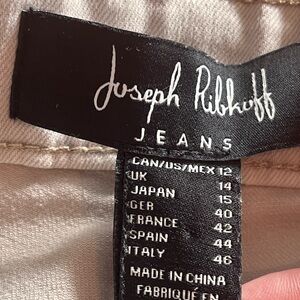 Joseph Ribkoff
JEANS
CAN/US/MEX 12
UK 14
JAPAN 15
GER 40
FRANCE 42
SPAIN 44
ITALY 46
MADE IN CHINA
FABRIQUÉ EN